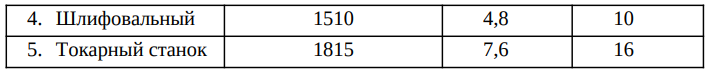 4. Шлифовальный 1510 4,8 10
5. Токарный станок 1815 7,6 16